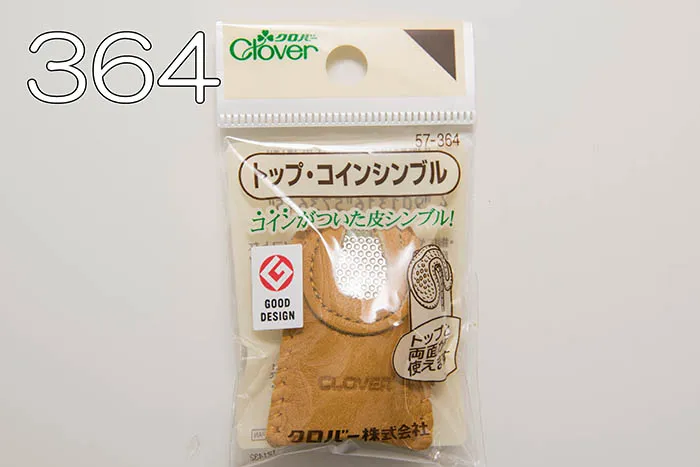 364
クロバー
Clover
57-364
トップ・コインシンブル
コインがついた皮シンブル!
GOOD
DESIGN
トップと
両面が
使えます
CLOVER
クロバー株式会社